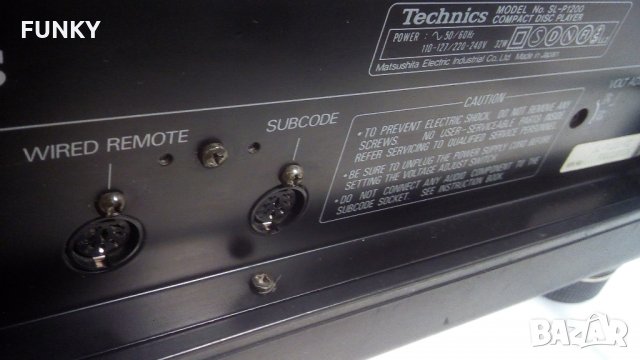 FUNKY
Technics
MODEL No. SL-P1200
COMPACT DISC PLAYER
POWER : ∿ 50/60Hz
110-127/220-240V 32W
Matsushita Electric Industrial Co., Ltd. Made in Japan
S
VOLT AD
WIRED REMOTE
SUBCODE
CAUTION
•TO PREVENT ELECTRIC SHOCK, DO NOT REMOVE ANY
SCREWS. NO USER-SERVICEABLE PARTS INSIDE.
REFER SERVICING TO QUALIFIED SERVICE PERSONNEL.
•BE SURE TO UNPLUG THE POWER SUPPLY CORD BEFORE
SETTING THE VOLTAGE ADJUST SWITCH.
•DO NOT CONNECT ANY AUDIO COMPONENT TO THE
SUBCODE SOCKET. SEE INSTRUCTION BOOK.
BAZAR
bg